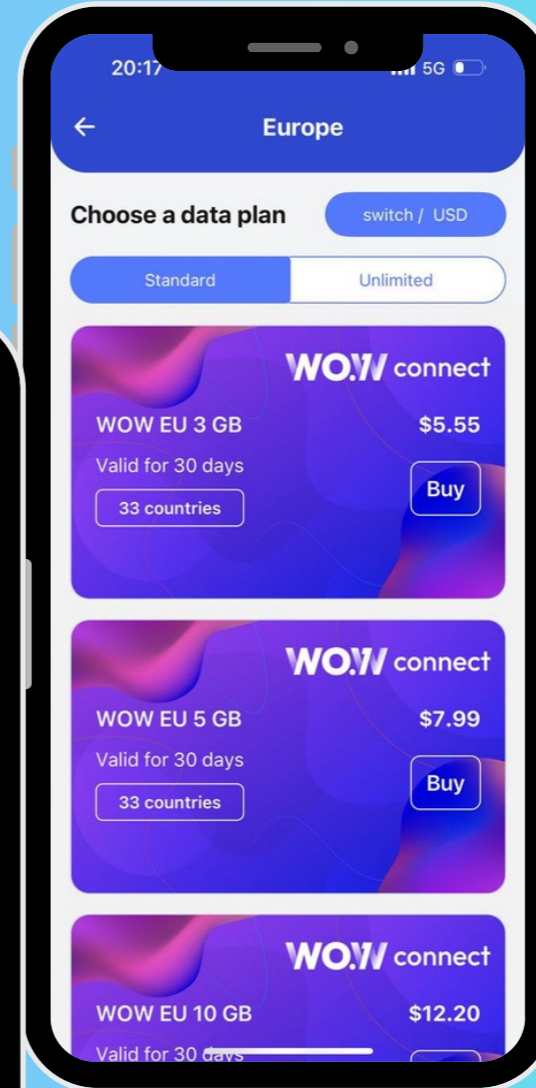 20:17 5G
Europe
Choose a data plan switch / USD
Standard Unlimited
WO.W connect
WOW EU 3 GB $5.55
Valid for 30 days
33 countries Buy
WO.W connect
WOW EU 5 GB $7.99
Valid for 30 days
33 countries Buy
WO.W connect
WOW EU 10 GB $12.20
Valid for 30 days